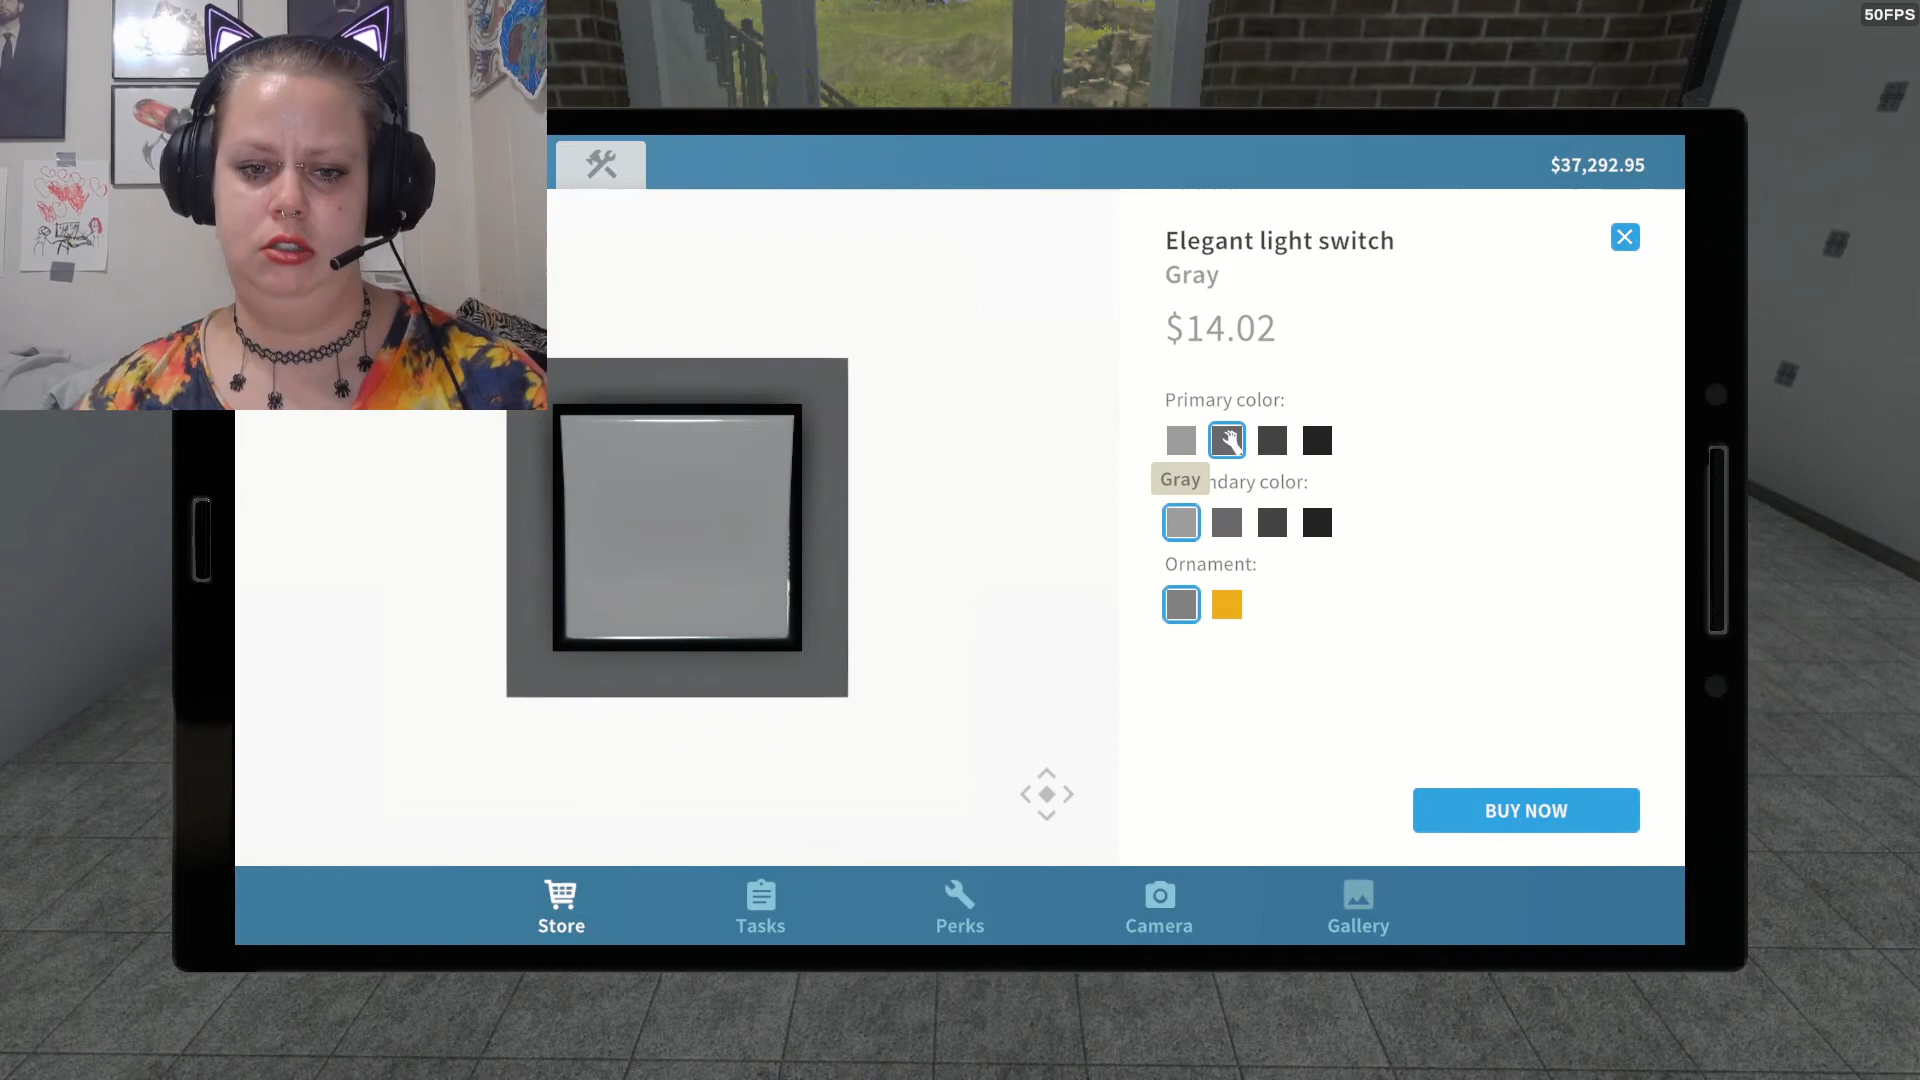 50FPS
$37,292.95
Elegant light switch
Gray
$14.02
Primary color:
Gray
ndary color:
Ornament:
BUY NOW
Store
Tasks
Perks
Camera
Gallery